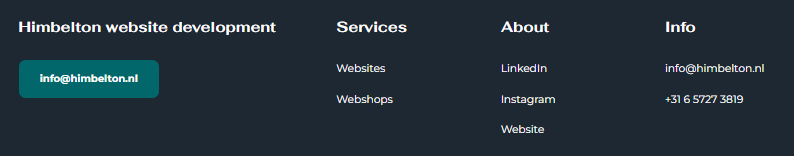 Himbelton website development
info@himbelton.nl
Services
Websites
Webshops
About
LinkedIn
Instagram
Website
Info
info@himbelton.nl
+31 6 5727 3819